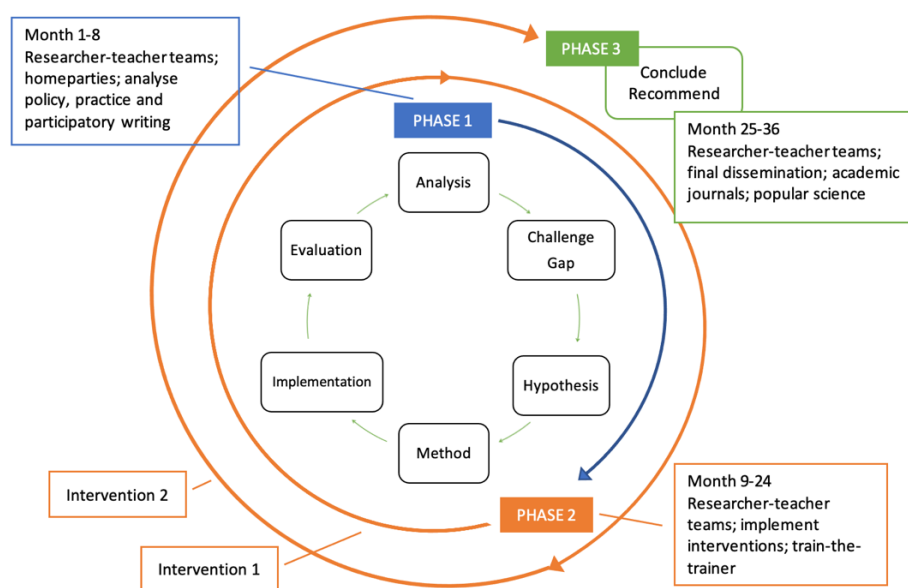 Month 1-8
Researcher-teacher teams;
homeparties; analyse
policy, practice and
participatory writing
PHASE 3
Conclude
Recommend
PHASE 1
Month 25-36
Researcher-teacher teams;
final dissemination; academic
journals; popular science
Analysis
Evaluation
Challenge
Gap
Implementation
Hypothesis
Method
Intervention 2
PHASE 2
Month 9-24
Researcher-teacher
teams; implement
interventions; train-the-
trainer
Intervention 1